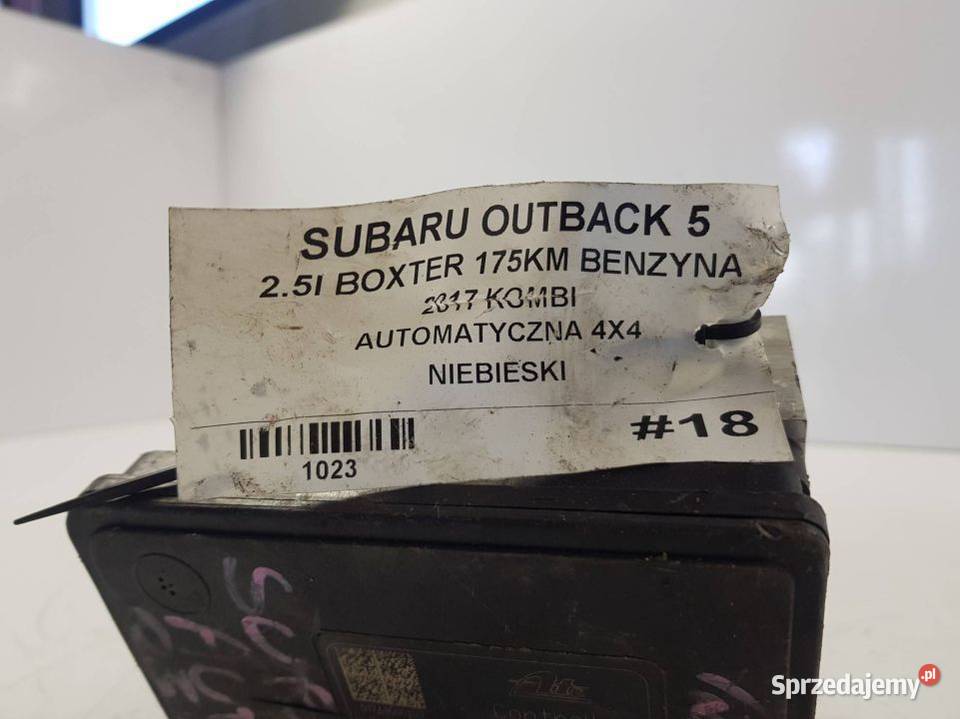 SUBARU OUTBACK 5
2.5I BOXTER 175KM BENZYNA
2017 KOMBI
AUTOMATYCZNA 4X4
NIEBIESKI
#18
1023
Sprzedajemy.pl